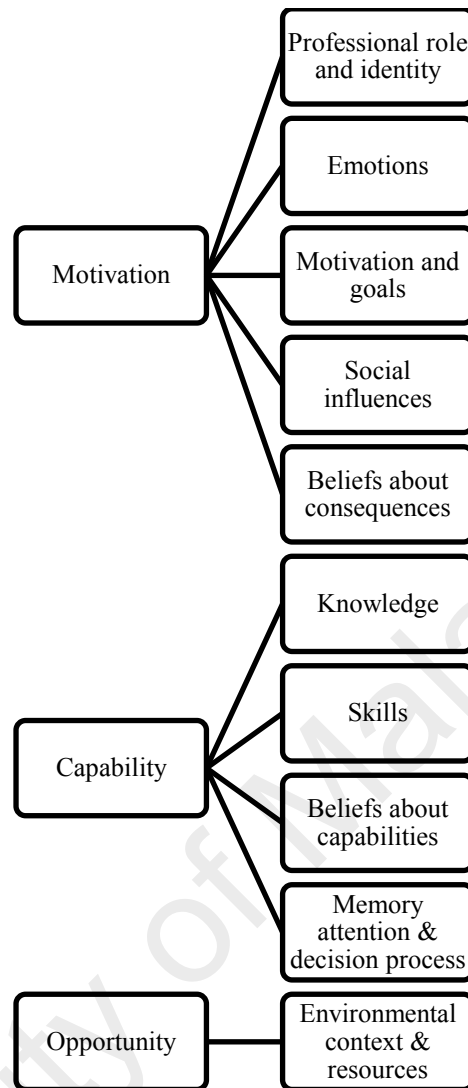 Professional role
and identity
Emotions
Motivation
Motivation and
goals
Social
influences
Beliefs about
consequences
Knowledge
Skills
Capability
Beliefs about
capabilities
Memory
attention &
decision process
Opportunity
Environmental
context &
resources
of